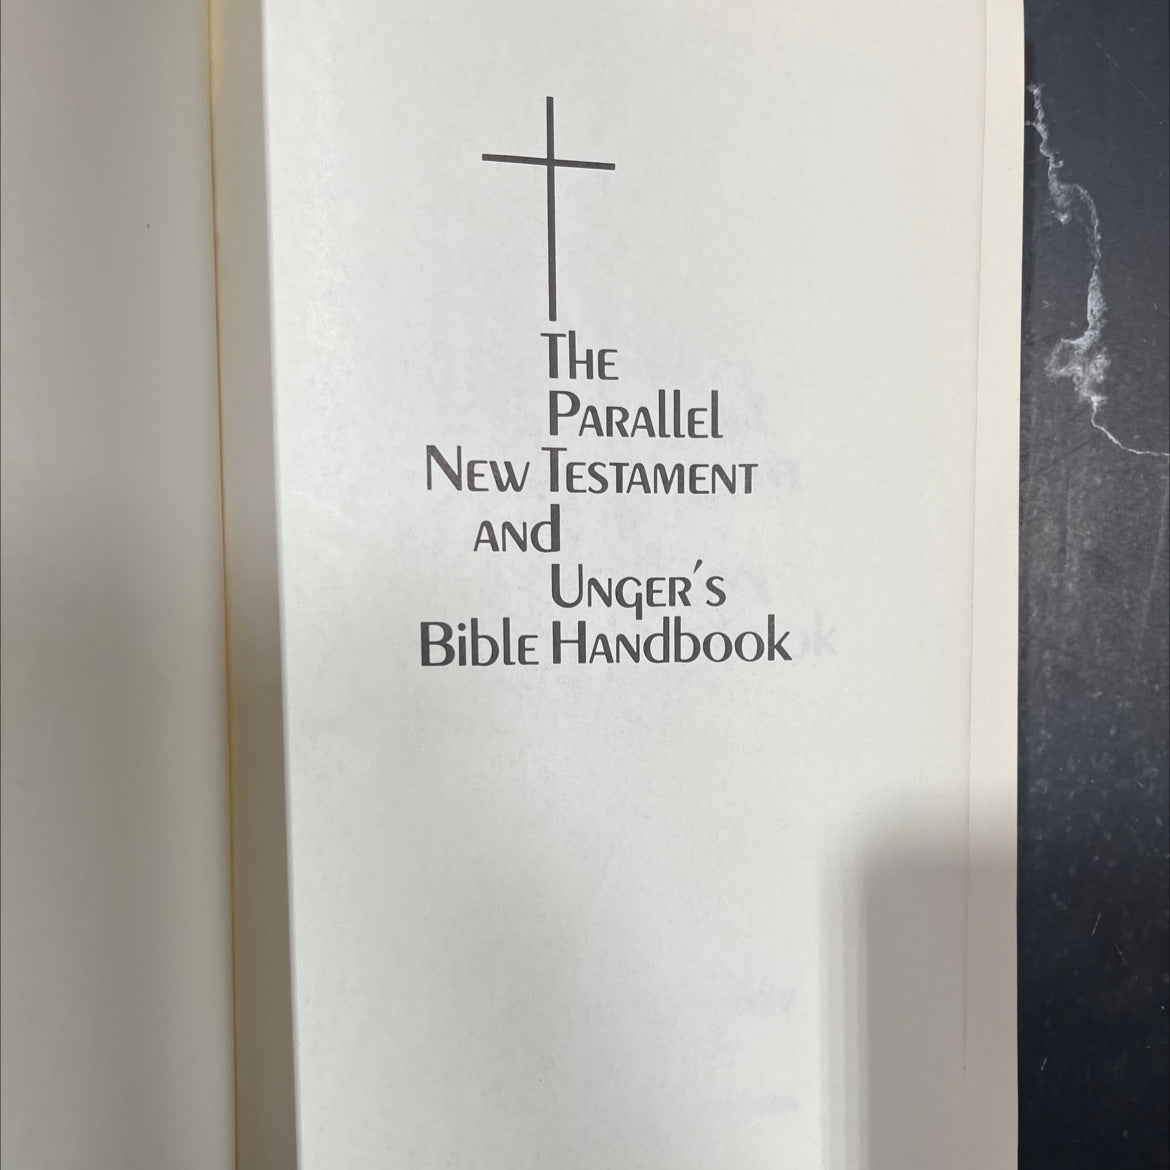 The
Parallel
New Testament
and
Unger's
Bible Handbook